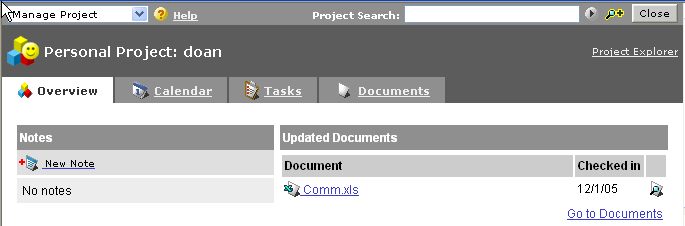 Manage Project Help Project Search: Close
Personal Project: doan Project Explorer
Overview Calendar Tasks Documents
Notes Updated Documents
New Note Document Checked in
No notes Comm.xls 12/1/05
Go to Documents